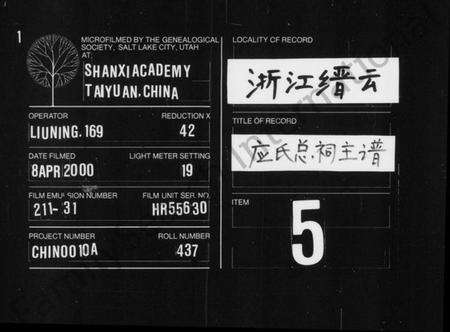 1
MICROFILMED BY THE GENEALOGICAL
SOCIETY, SALT LAKE CITY, UTAH
AT:
SHANXI ACADEMY
TAIYUAN. CHINA
OPERATOR
REDUCTION X
LIUNING. 169
42
DATE FILMED
LIGHT METER SETTING
8APR 2000
19
FILM EMULSION NUMBER
FILM UNIT SER. NO.
211-31
HR55630
PROJECT NUMBER
ROLL NUMBER
CHN0010A
437
LOCALITY OF RECORD
浙江缙云
TITLE OF RECORD
应氏总祠主谱
ITEM
5